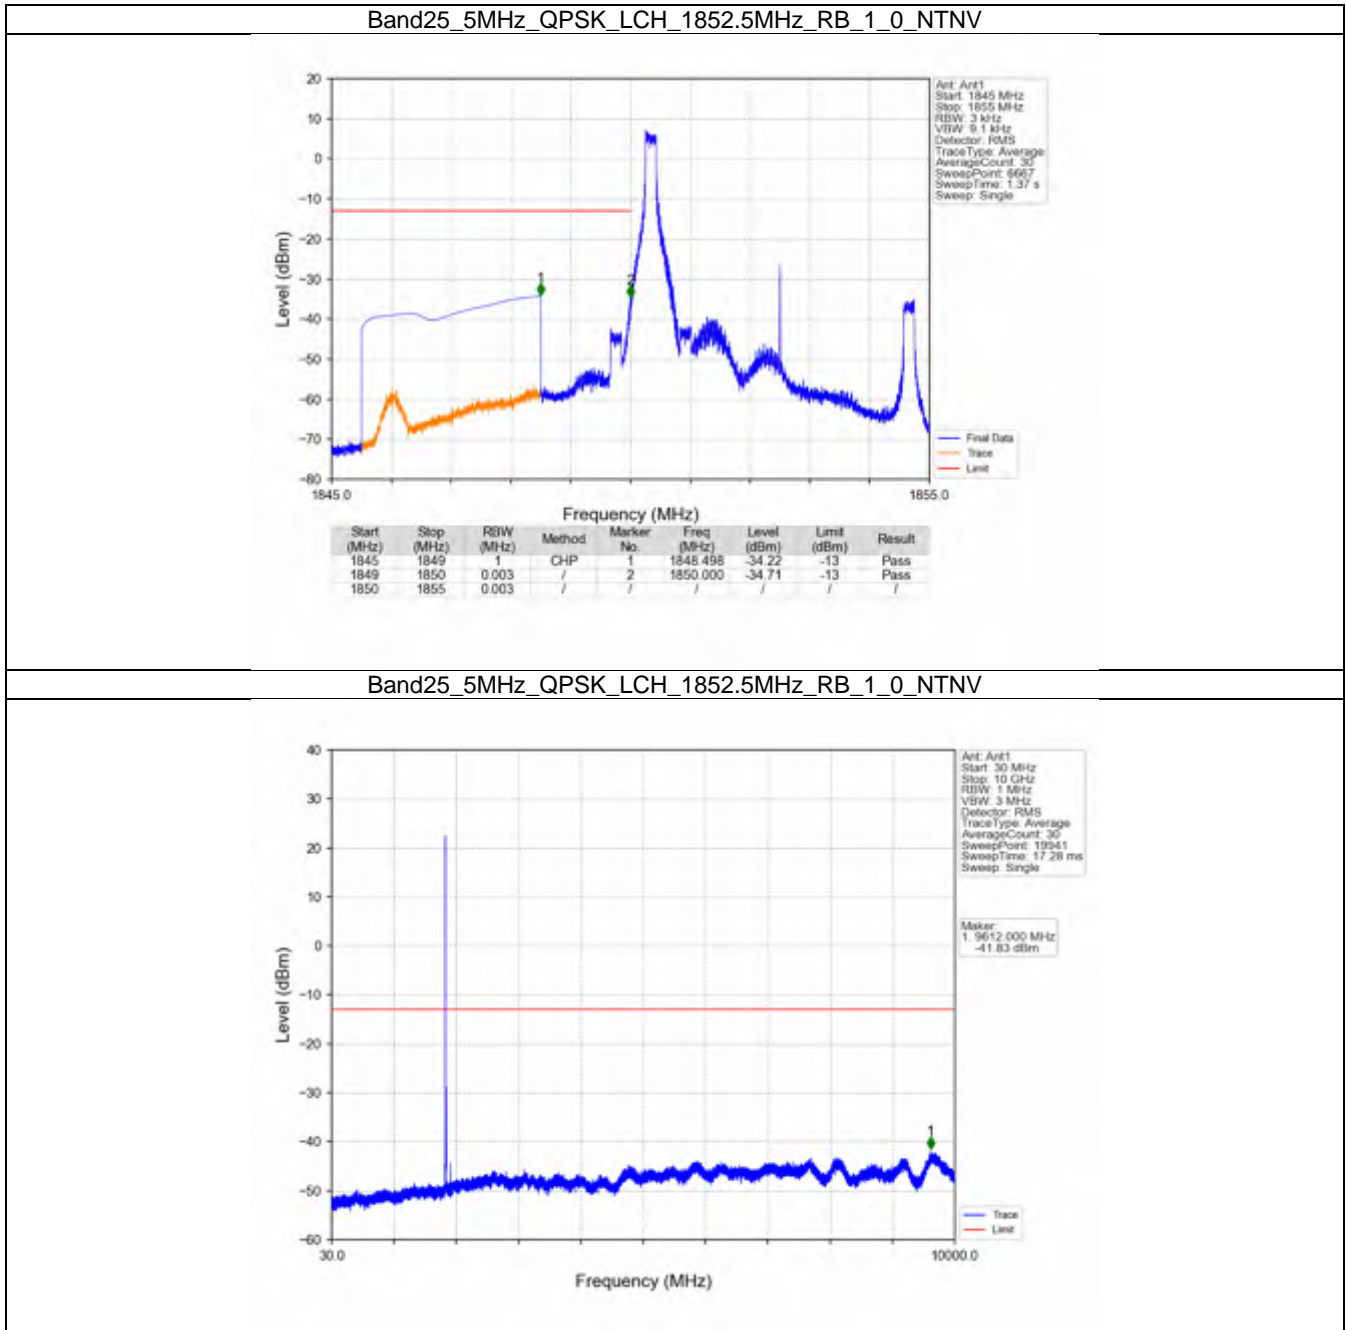 Band25_5MHz_QPSK_LCH_1852.5MHz_RB_1_0_NTNV
20
10
0
−10
−20
−30
−40
−50
−60
−70
−80
Level (dBm)
1
2
1845.0
1855.0
Frequency (MHz)
Ant: Ant1
Start: 1845 MHz
Stop: 1855 MHz
RBW: 3 kHz
VBW: 9.1 kHz
Detector: RMS
TraceType: Average
AverageCount: 30
SweepPoint: 6667
SweepTime: 1.37 s
Sweep: Single
Final Data
Trace
Limit
Start (MHz) Stop (MHz) RBW (MHz) Method Marker No. Freq (MHz) Level (dBm) Limit (dBm) Result
1845 1849 1 CHP 1 1848.498 -34.22 -13 Pass
1849 1850 0.003 / 2 1850.000 -34.71 -13 Pass
1850 1855 0.003 / / / / / /
Band25_5MHz_QPSK_LCH_1852.5MHz_RB_1_0_NTNV
40
30
20
10
0
−10
−20
−30
−40
−50
−60
Level (dBm)
1
30.0
10000.0
Frequency (MHz)
Ant: Ant1
Start: 30 MHz
Stop: 10 GHz
RBW: 1 MHz
VBW: 3 MHz
Detector: RMS
TraceType: Average
AverageCount: 30
SweepPoint: 19941
SweepTime: 17.28 ms
Sweep: Single
Maker:
1. 9612.000 MHz
-41.83 dBm
Trace
Limit